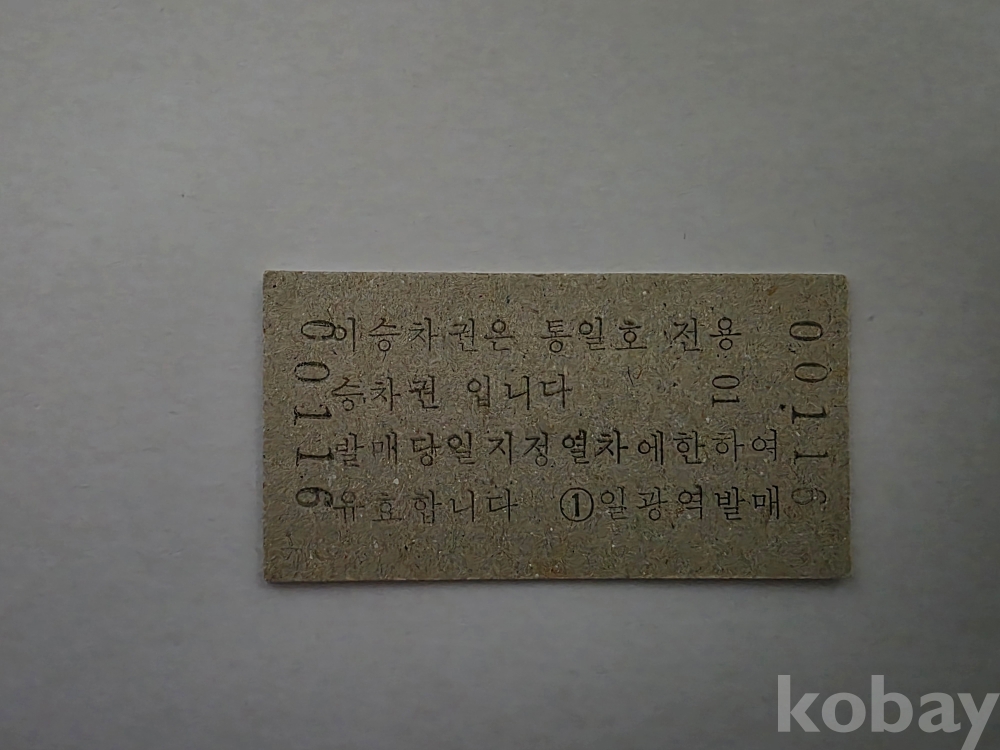 이승차권은 통일호 전용
승차권 입니다 01
발매당일지정열차에한하여
유효합니다 ①일광역발매
00116
00116
kobay